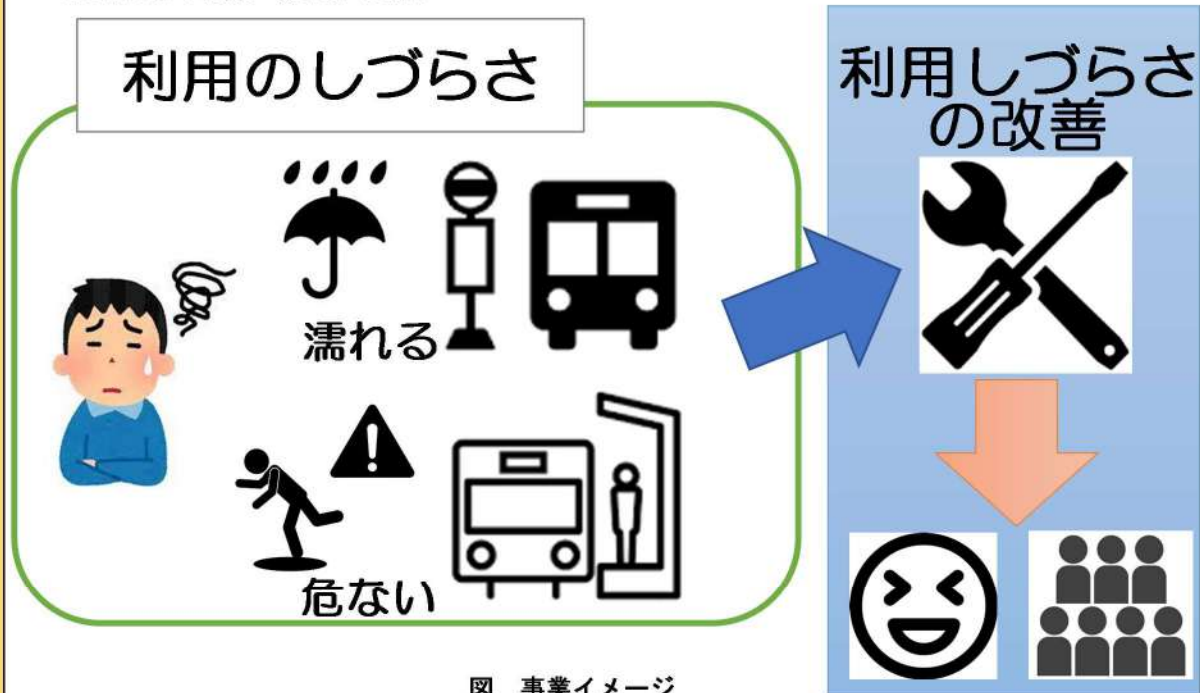 利用のしづらさ
濡れる
危ない
利用しづらさ
の改善
図 事業イメージ